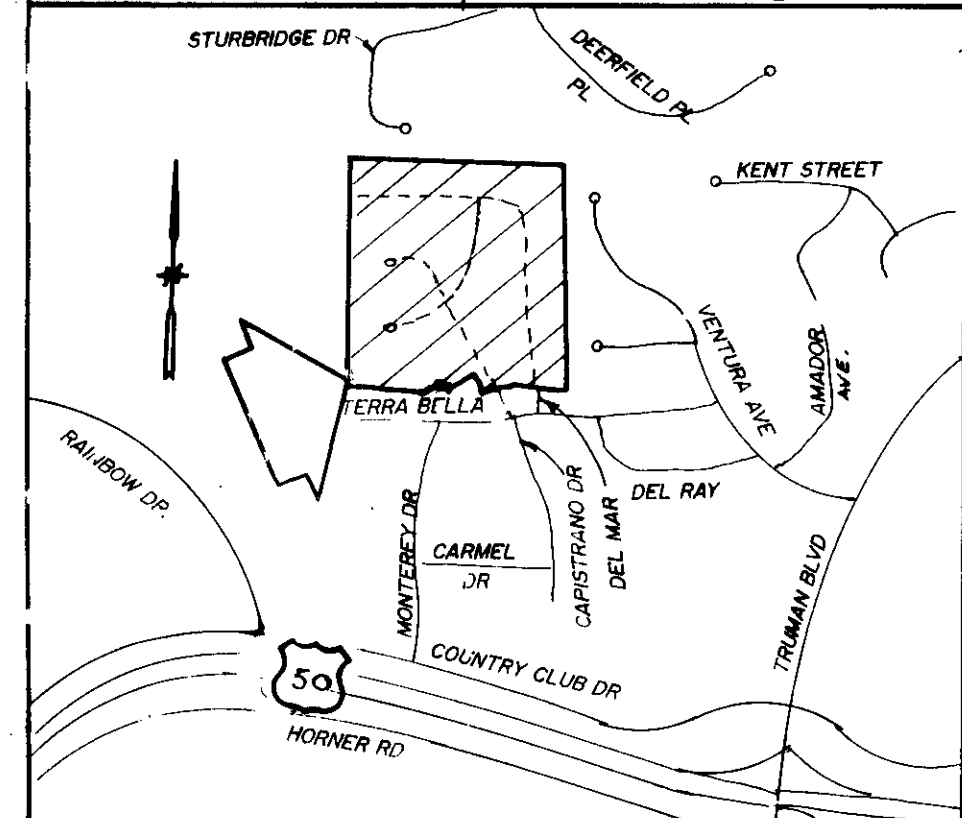 STURBRIDGE DR
DEERFIELD PL
PL
KENT STREET
VENTURA AVE
AMADOR
AVE.
TERRA BELLA
RAINBOW DR.
DEL RAY
MONTEREY DR
CARMEL
DR
CAPISTRANO DR
DEL MAR
TRUMAN BLVD
COUNTRY CLUB DR
50
HORNER RD